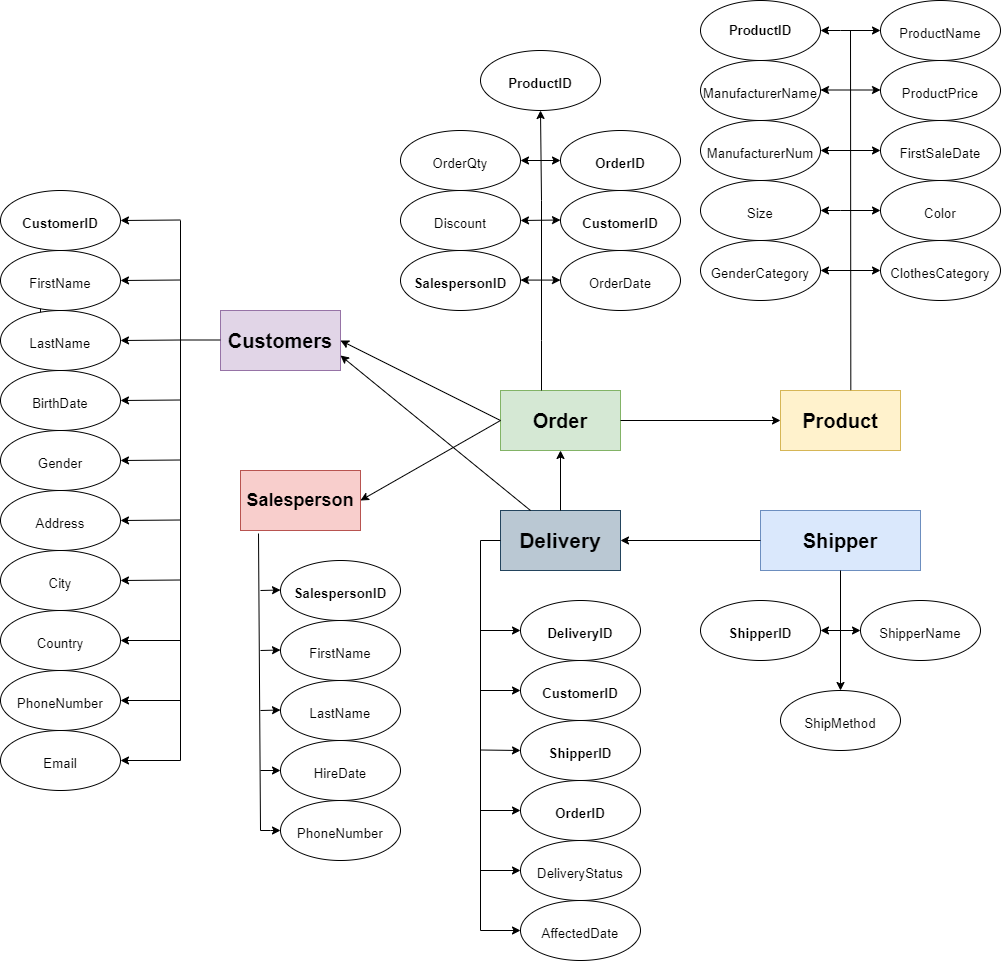 ProductID
ProductName
ManufacturerName
ProductPrice
ManufacturerNum
FirstSaleDate
Size
Color
GenderCategory
ClothesCategory
ProductID
OrderQty
OrderID
Discount
CustomerID
SalespersonID
OrderDate
CustomerID
FirstName
LastName
BirthDate
Gender
Address
City
Country
PhoneNumber
Email
Customers
Order
Product
Salesperson
Delivery
Shipper
SalespersonID
FirstName
LastName
HireDate
PhoneNumber
DeliveryID
CustomerID
ShipperID
OrderID
DeliveryStatus
AffectedDate
ShipperID
ShipperName
ShipMethod